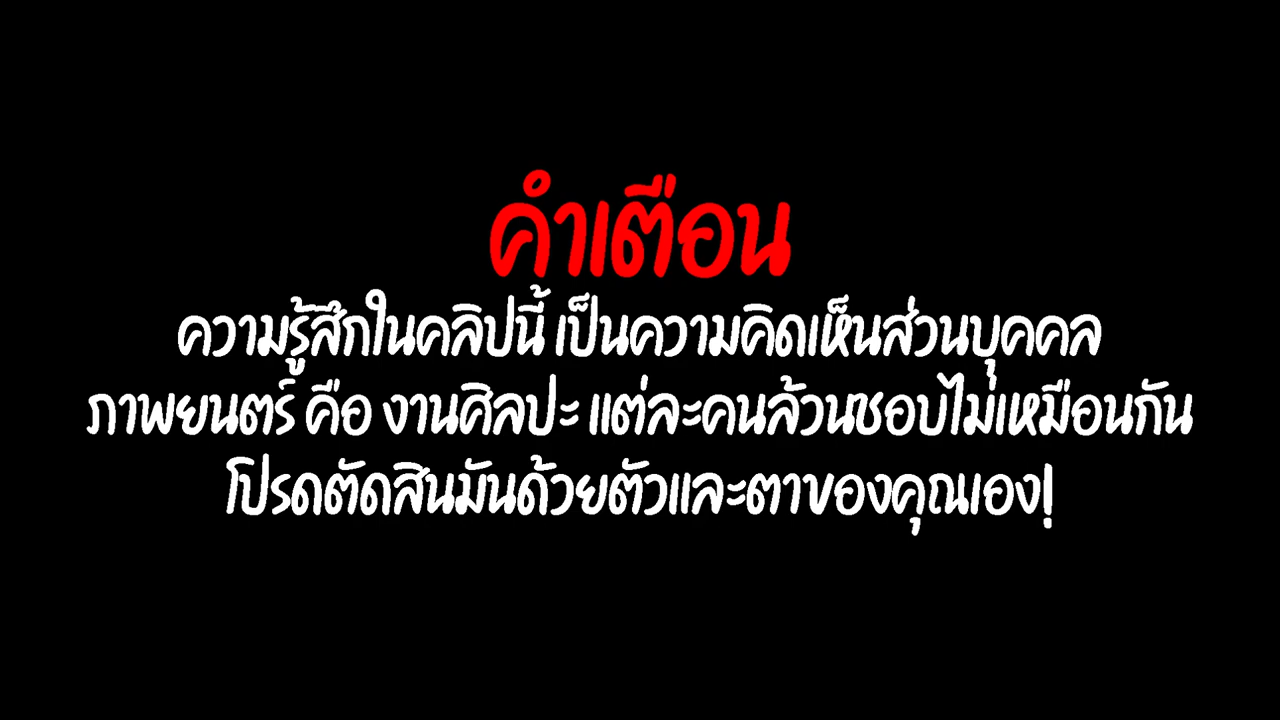 คำเตือน
ความรู้สึกในคลิปนี้ เป็นความคิดเห็นส่วนบุคคล
ภาพยนตร์ คือ งานศิลปะ แต่ละคนล้วนชอบไม่เหมือนกัน
โปรดตัดสินมันด้วยตัวและตาของคุณเอง!